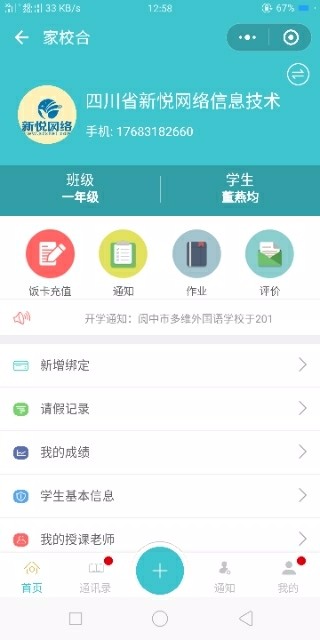 33 KB/s 12:58 67%
家校合
四川省新悦网络信息技术
新悦网络
手机: 17683182660
班级 学生
一年级 董燕均
饭卡充值 通知 作业 评价
开学通知：阆中市多维外国语学校于201
新增绑定
请假记录
我的成绩
学生基本信息
我的授课老师
首页 通讯录 通知 我的